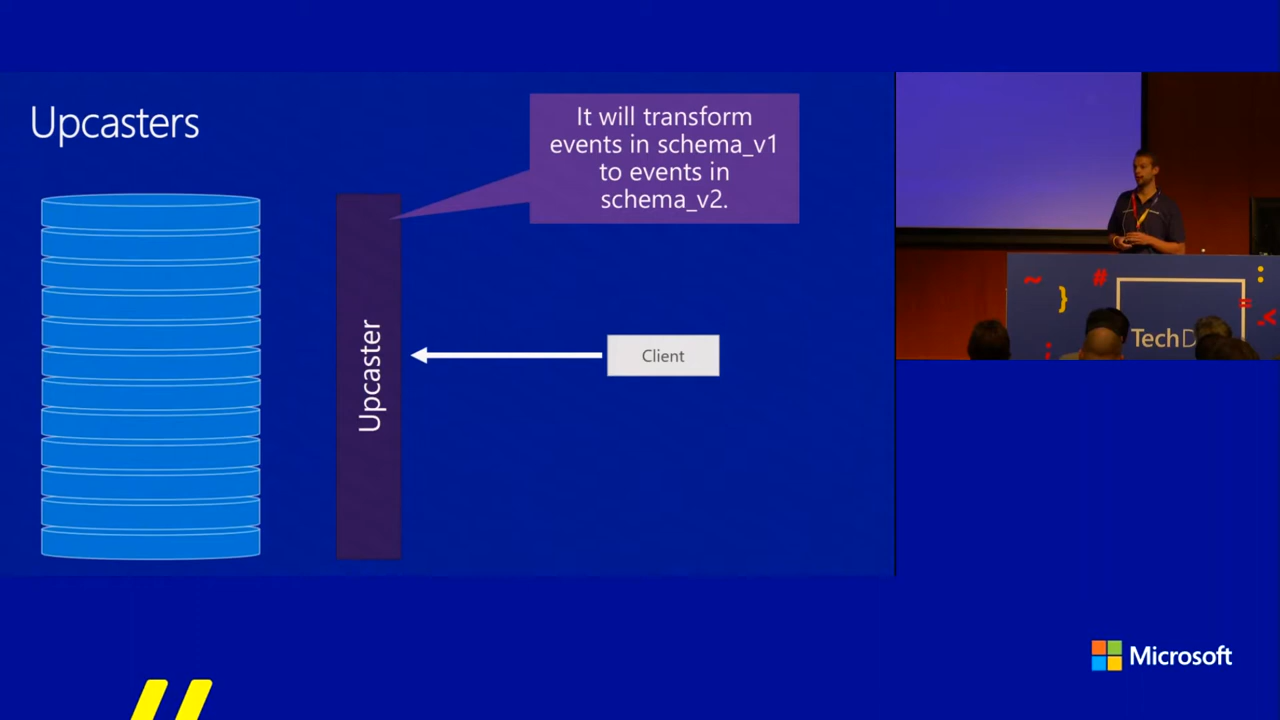 Upcasters
It will transform
events in schema_v1
to events in
schema_v2.
Upcaster
Client
~
#
}
:
=
<
i
TechD
Microsoft